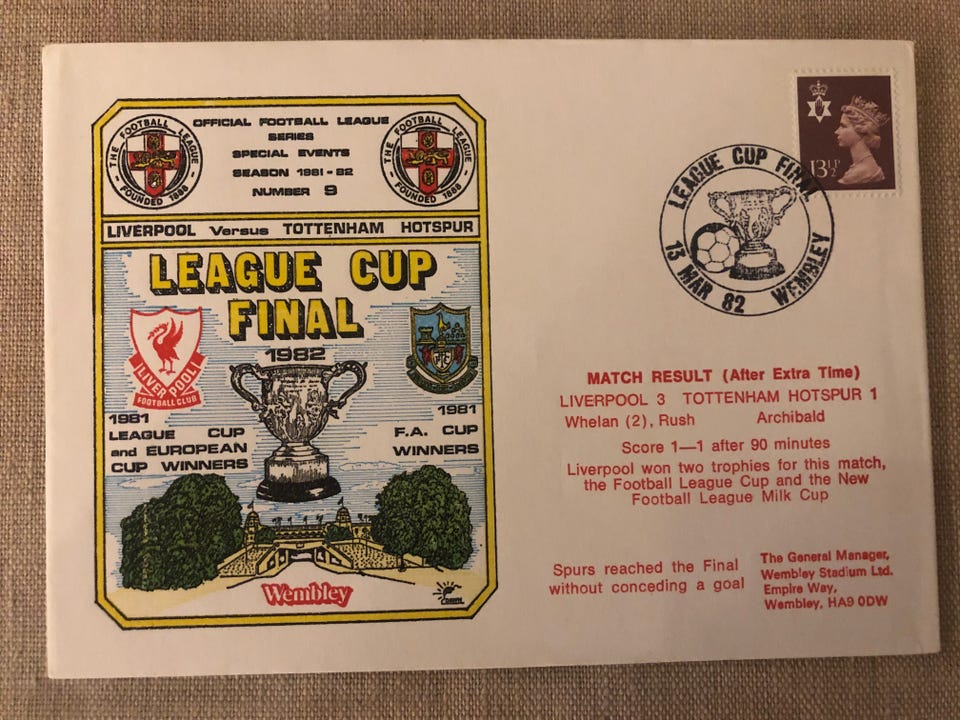 THE FOOTBALL LEAGUE
FOUNDED 1888
OFFICIAL FOOTBALL LEAGUE
SERIES
SPECIAL EVENTS
SEASON 1981-82
NUMBER 9
THE FOOTBALL LEAGUE
FOUNDED 1888
LIVERPOOL Versus TOTTENHAM HOTSPUR
LEAGUE CUP
FINAL
1982
LIVERPOOL
FOOTBALL CLUB
1981
LEAGUE CUP
and EUROPEAN
CUP WINNERS
1981
F.A. CUP
WINNERS
Wembley
DAWN
13½P
LEAGUE CUP FINAL
13 MAR 82 WEMBLEY
MATCH RESULT (After Extra Time)
LIVERPOOL 3 TOTTENHAM HOTSPUR 1
Whelan (2), Rush Archibald
Score 1—1 after 90 minutes
Liverpool won two trophies for this match,
the Football League Cup and the New
Football League Milk Cup
Spurs reached the Final
without conceding a goal
The General Manager,
Wembley Stadium Ltd.
Empire Way,
Wembley, HA9 0DW